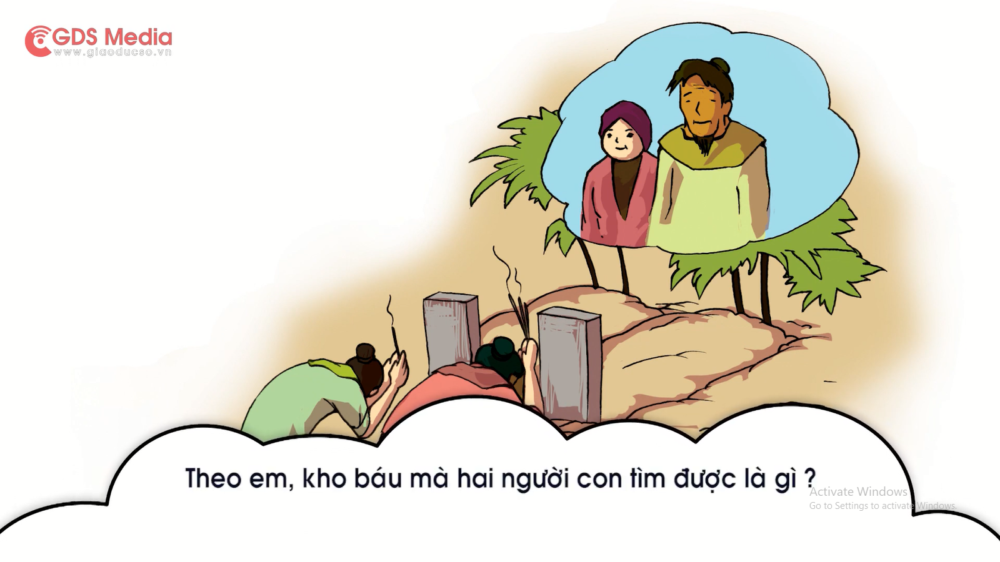 GDS Media
www.giaoducso.vn
Theo em, kho báu mà hai người con tìm được là gì ?
Activate Windows
Go to Settings to activate Windows.